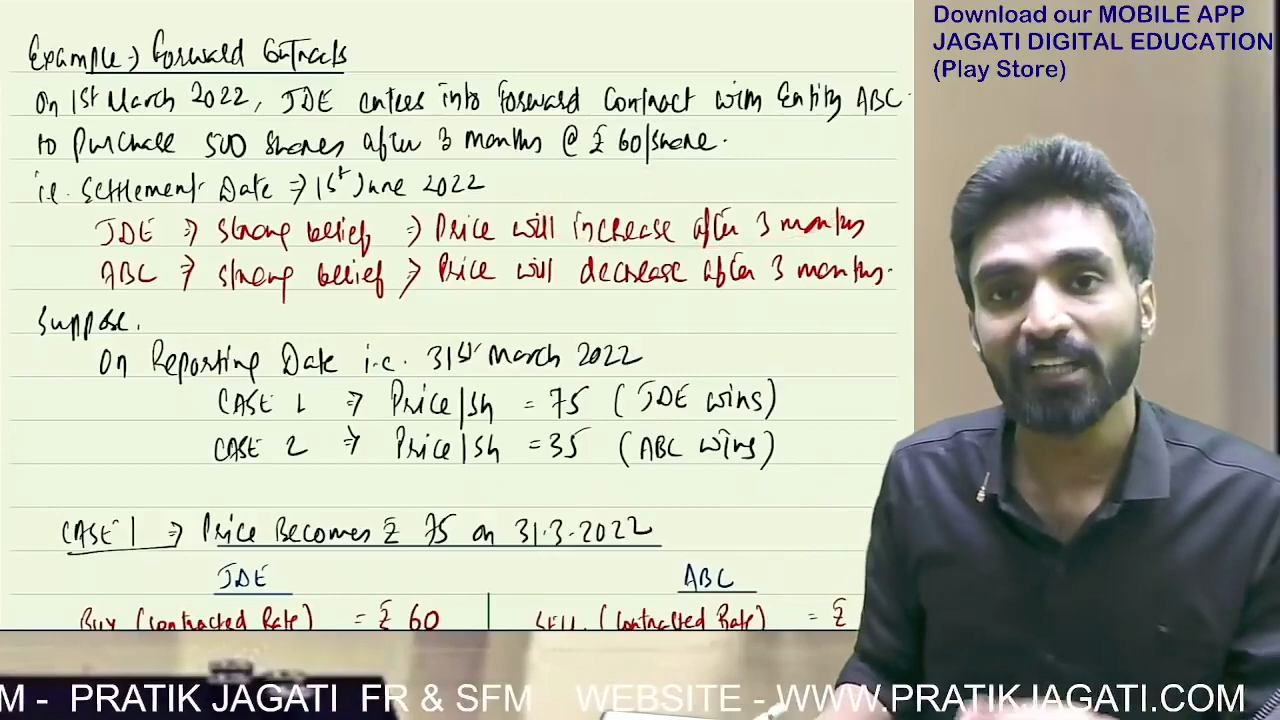 Example → Forward Contracts
On 1st March 2022, JDE enters into Forward Contract with Entity ABC
to Purchase 500 shares after 3 months @ ₹ 60/share.
i.e. Settlement Date ⇒ 1st June 2022
JDE ⇒ strong belief ⇒ Price will increase after 3 months
ABC ⇒ strong belief ⇒ Price will decrease after 3 months.
Suppose,
On Reporting Date i.e. 31st March 2022
CASE 1 ⇒ Price/sh = 75 (JDE wins)
CASE 2 ⇒ Price/sh = 35 (ABC wins)
CASE 1 ⇒ Price Becomes ₹ 75 on 31.3.2022
JDE
Buy (Contracted Rate) = ₹ 60
ABC
SELL (Contracted Rate) = ₹
Download our MOBILE APP
JAGATI DIGITAL EDUCATION
(Play Store)
M - PRATIK JAGATI FR & SFM WEBSITE - WWW.PRATIKJAGATI.COM